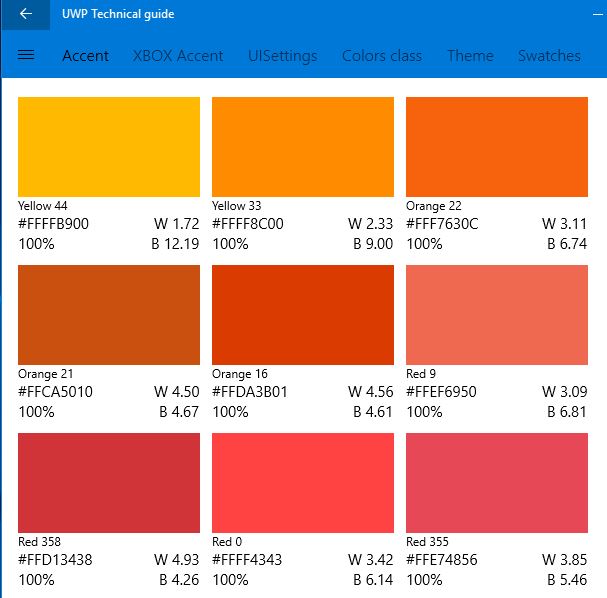 UWP Technical guide
Accent XBOX Accent UISettings Colors class Theme Swatches
Yellow 44 Yellow 33 Orange 22
#FFFFB900 W 1.72 #FFFF8C00 W 2.33 #FFF7630C W 3.11
100% B 12.19 100% B 9.00 100% B 6.74
Orange 21 Orange 16 Red 9
#FFCA5010 W 4.50 #FFDA3B01 W 4.56 #FFEF6950 W 3.09
100% B 4.67 100% B 4.61 100% B 6.81
Red 358 Red 0 Red 355
#FFD13438 W 4.93 #FFFF4343 W 3.42 #FFE74856 W 3.85
100% B 4.26 100% B 6.14 100% B 5.46